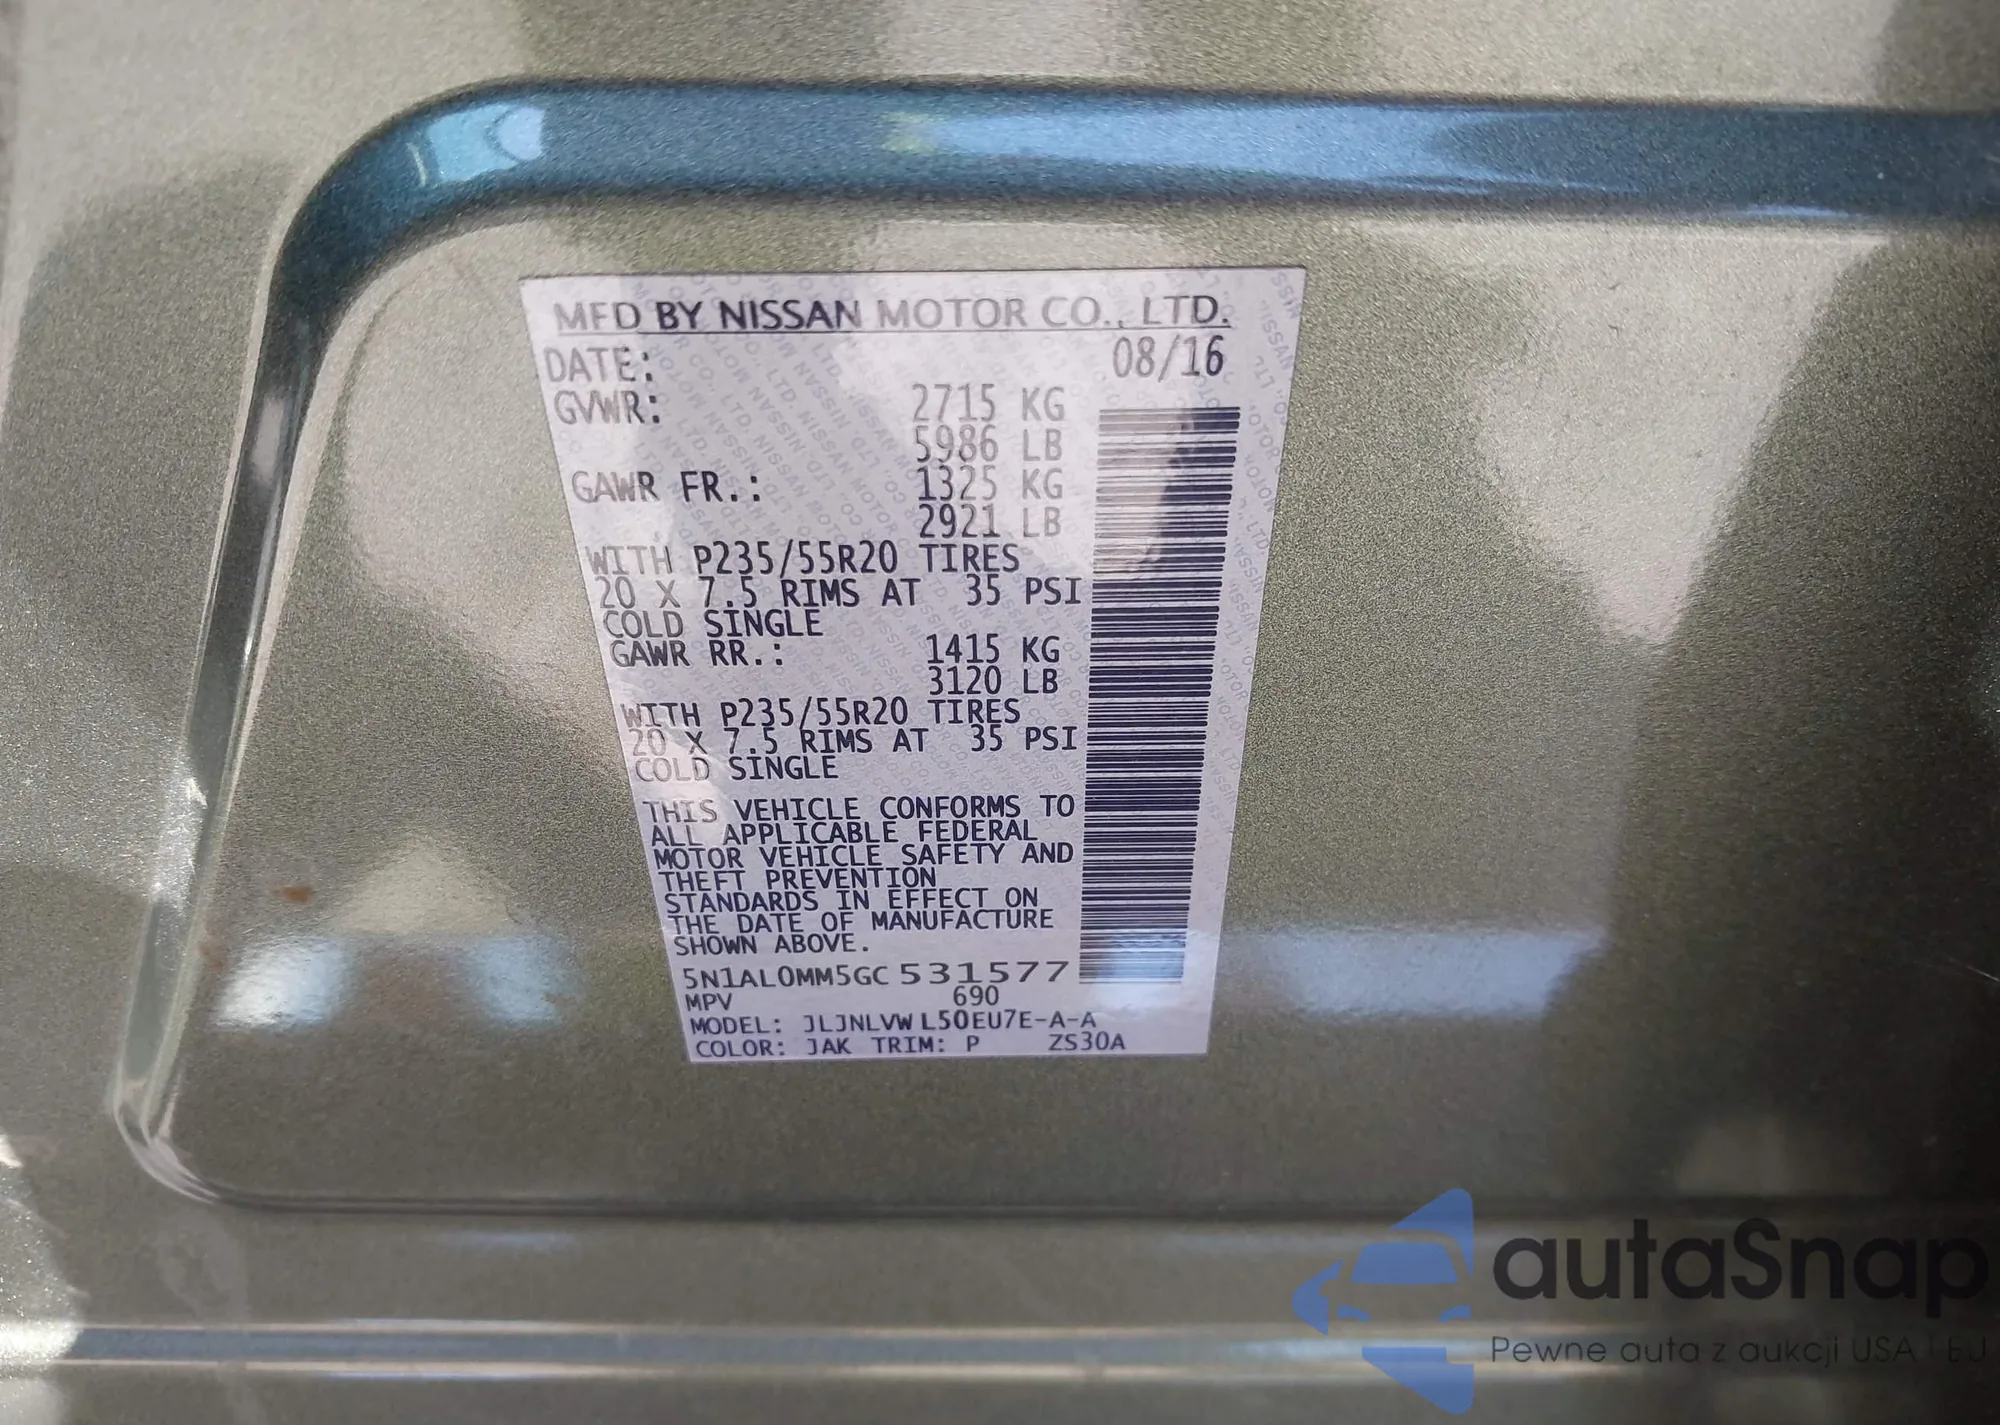 MFD BY NISSAN MOTOR CO., LTD.
DATE: 08/16
GVWR: 2715 KG
5986 LB
GAWR FR.: 1325 KG
2921 LB
WITH P235/55R20 TIRES
20 X 7.5 RIMS AT 35 PSI
COLD SINGLE
GAWR RR.: 1415 KG
3120 LB
WITH P235/55R20 TIRES
20 X 7.5 RIMS AT 35 PSI
COLD SINGLE
THIS VEHICLE CONFORMS TO
ALL APPLICABLE FEDERAL
MOTOR VEHICLE SAFETY AND
THEFT PREVENTION
STANDARDS IN EFFECT ON
THE DATE OF MANUFACTURE
SHOWN ABOVE.
5N1AL0MM5GC531577
MPV 690
MODEL: JLJNLVWL50EU7E-A-A
COLOR: JAK TRIM: P ZS30A
autaSnap
Pewne auta z aukcji USA i EU